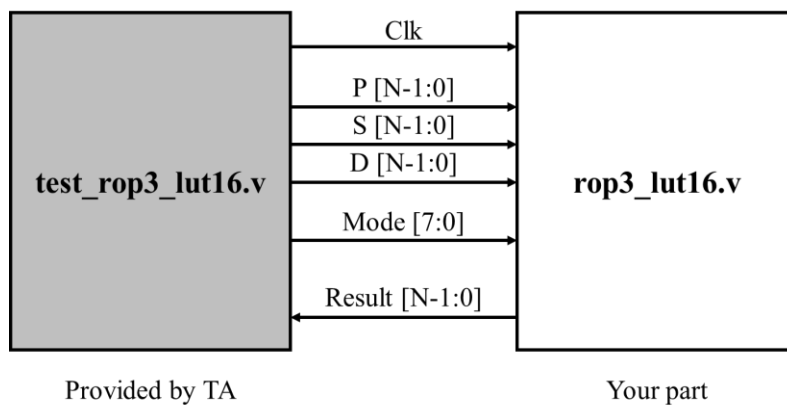 Clk
P [N-1:0]
S [N-1:0]
D [N-1:0]
test_rop3_lut16.v
rop3_lut16.v
Mode [7:0]
Result [N-1:0]
Provided by TA
Your part